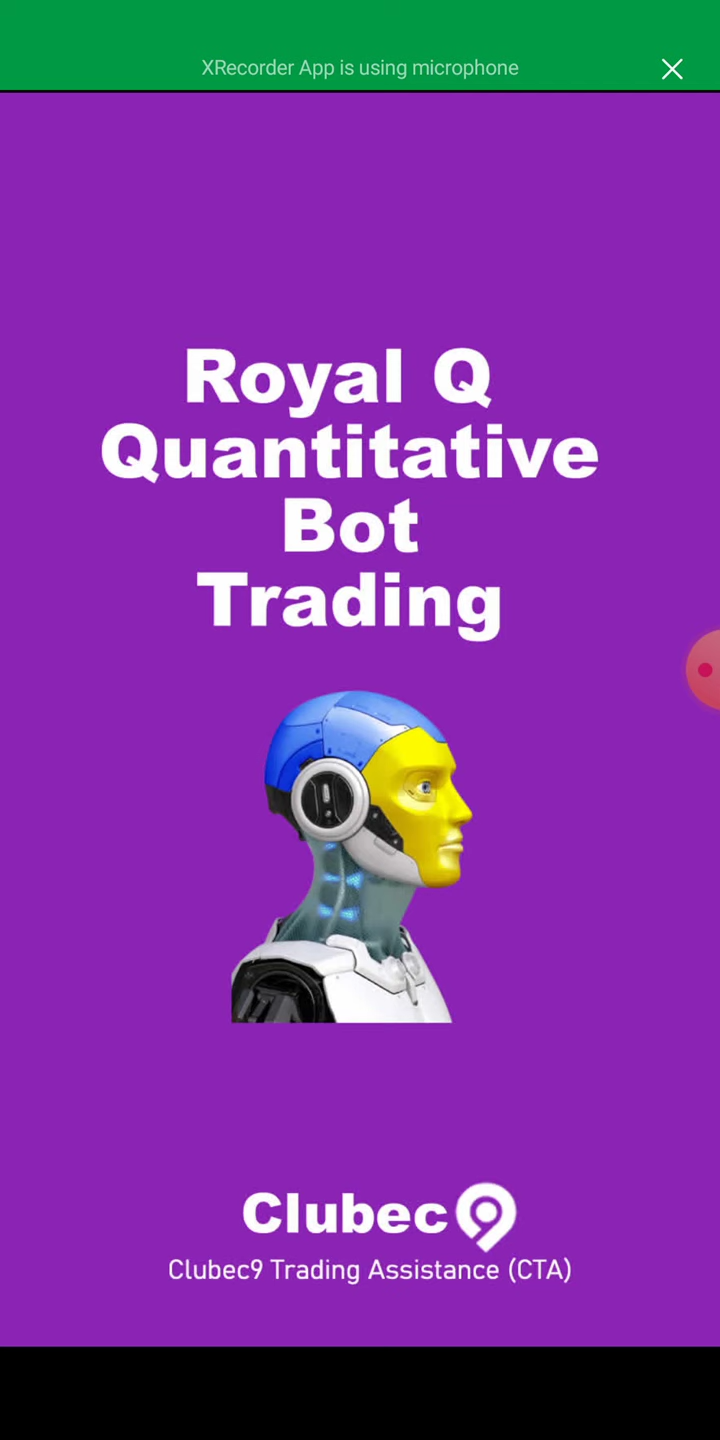 XRecorder App is using microphone
Royal Q
Quantitative
Bot
Trading
Clubec9
Clubec9 Trading Assistance (CTA)